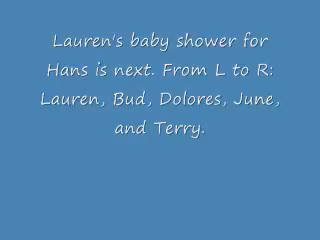 Lauren's baby shower for
Hans is next. From L to R:
Lauren, Bud, Dolores, June,
and Terry.